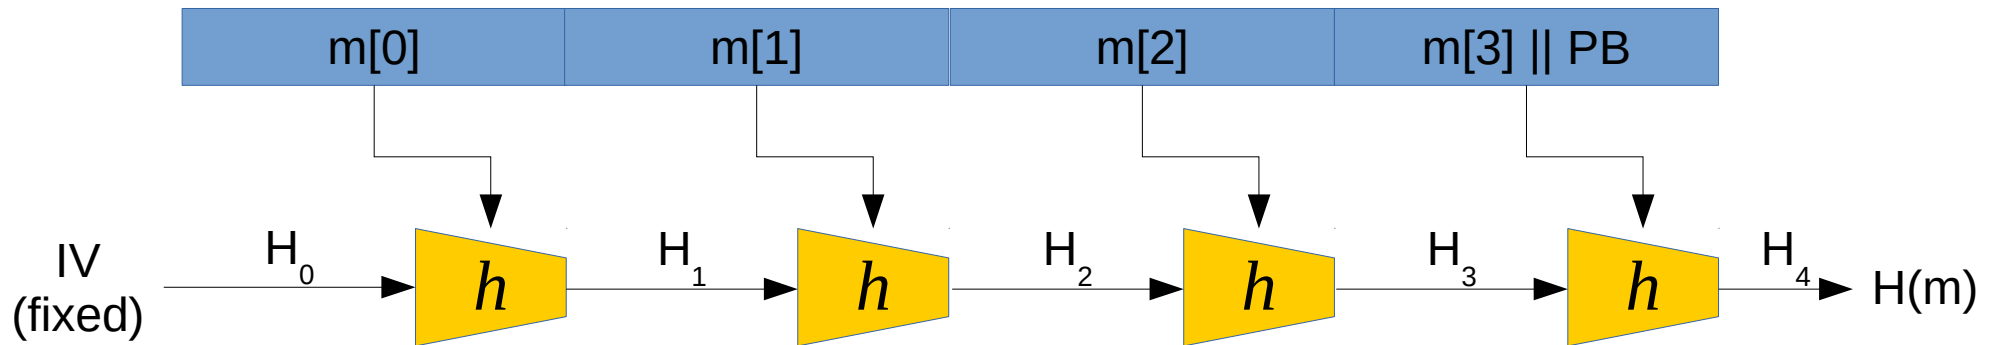 m[0] m[1] m[2] m[3] || PB
IV
(fixed)
H0 H1 H2 H3 H4
h h h h
H(m)